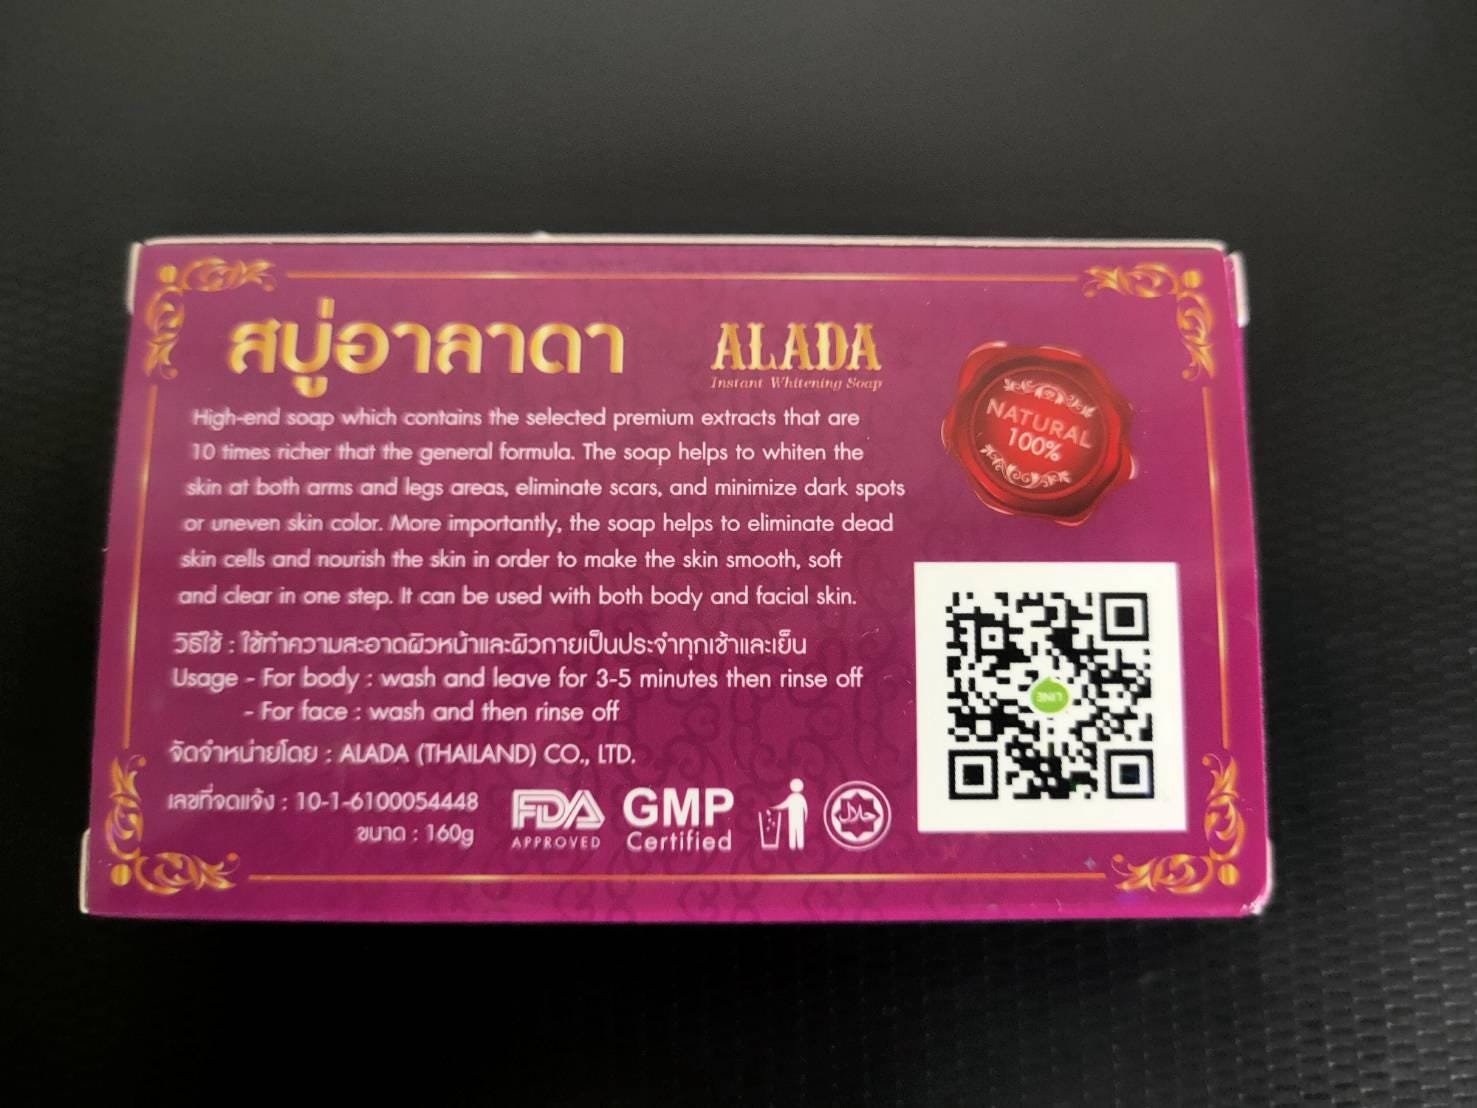 สบู่อาลาดา
ALADA
Instant Whitening Soap
NATURAL
100%
High-end soap which contains the selected premium extracts that are
10 times richer that the general formula. The soap helps to whiten the
skin at both arms and legs areas, eliminate scars, and minimize dark spots
or uneven skin color. More importantly, the soap helps to eliminate dead
skin cells and nourish the skin in order to make the skin smooth, soft
and clear in one step. It can be used with both body and facial skin.
วิธีใช้ : ใช้ทำความสะอาดผิวหน้าและผิวกายเป็นประจำทุกเช้าและเย็น
Usage - For body : wash and leave for 3-5 minutes then rinse off
- For face : wash and then rinse off
จัดจำหน่ายโดย : ALADA (THAILAND) CO., LTD.
เลขที่จดแจ้ง : 10-1-6100054448
ขนาด : 160g
FDA
APPROVED
GMP
Certified
حلال
LINE